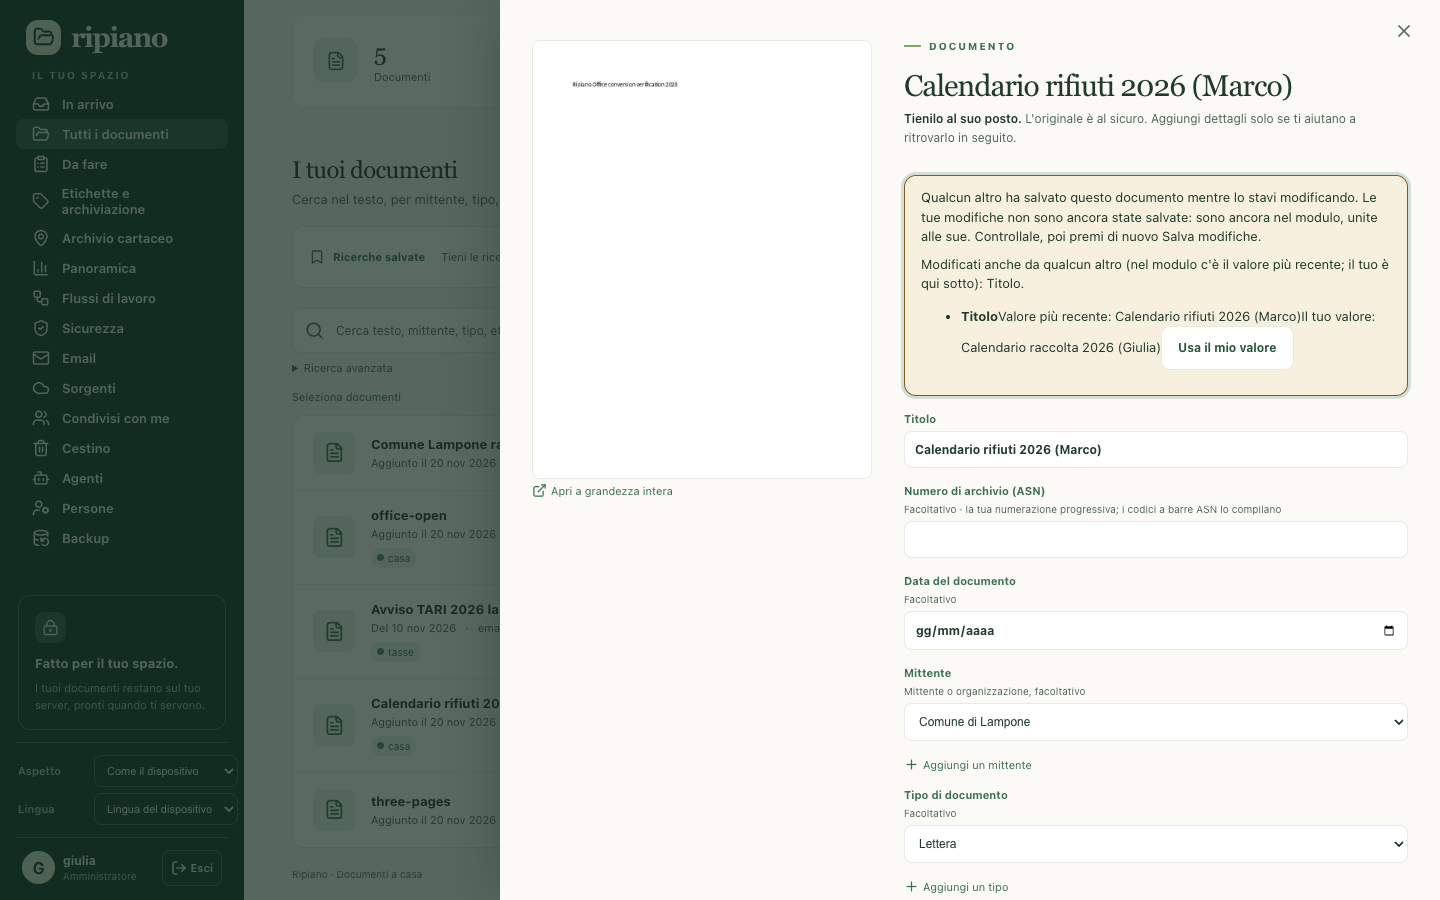 ripiano
IL TUO SPAZIO
In arrivo
Tutti i documenti
Da fare
Etichette e
archiviazione
Archivio cartaceo
Panoramica
Flussi di lavoro
Sicurezza
Email
Sorgenti
Condivisi con me
Cestino
Agenti
Persone
Backup
Fatto per il tuo spazio.
I tuoi documenti restano sul tuo
server, pronti quando ti servono.
Aspetto
Come il dispositivo
Lingua
Lingua del dispositivo
G
giulia
Amministratore
Esci
5
Documenti
I tuoi documenti
Cerca nel testo, per mittente, tipo,
Ricerche salvate
Tieni le rice
Cerca testo, mittente, tipo, et
Ricerca avanzata
Seleziona documenti
Comune Lampone ra
Aggiunto il 20 nov 2026
office-open
Aggiunto il 20 nov 2026
casa
Avviso TARI 2026 la
Del 10 nov 2026 · ema
tasse
Calendario rifiuti 20
Aggiunto il 20 nov 2026
casa
three-pages
Aggiunto il 20 nov 2026
Ripiano · Documenti a casa
Ripiano Office conversion verification 2026
Apri a grandezza intera
DOCUMENTO
Calendario rifiuti 2026 (Marco)
Tienilo al suo posto. L'originale è al sicuro. Aggiungi dettagli solo se ti aiutano a
ritrovarlo in seguito.
Qualcun altro ha salvato questo documento mentre lo stavi modificando. Le
tue modifiche non sono ancora state salvate: sono ancora nel modulo, unite
alle sue. Controllale, poi premi di nuovo Salva modifiche.
Modificati anche da qualcun altro (nel modulo c'è il valore più recente; il tuo è
qui sotto): Titolo.
• TitoloValore più recente: Calendario rifiuti 2026 (Marco)Il tuo valore:
Calendario raccolta 2026 (Giulia) Usa il mio valore
Titolo
Calendario rifiuti 2026 (Marco)
Numero di archivio (ASN)
Facoltativo · la tua numerazione progressiva; i codici a barre ASN lo compilano
Data del documento
Facoltativo
gg/mm/aaaa
Mittente
Mittente o organizzazione, facoltativo
Comune di Lampone
Aggiungi un mittente
Tipo di documento
Facoltativo
Lettera
Aggiungi un tipo